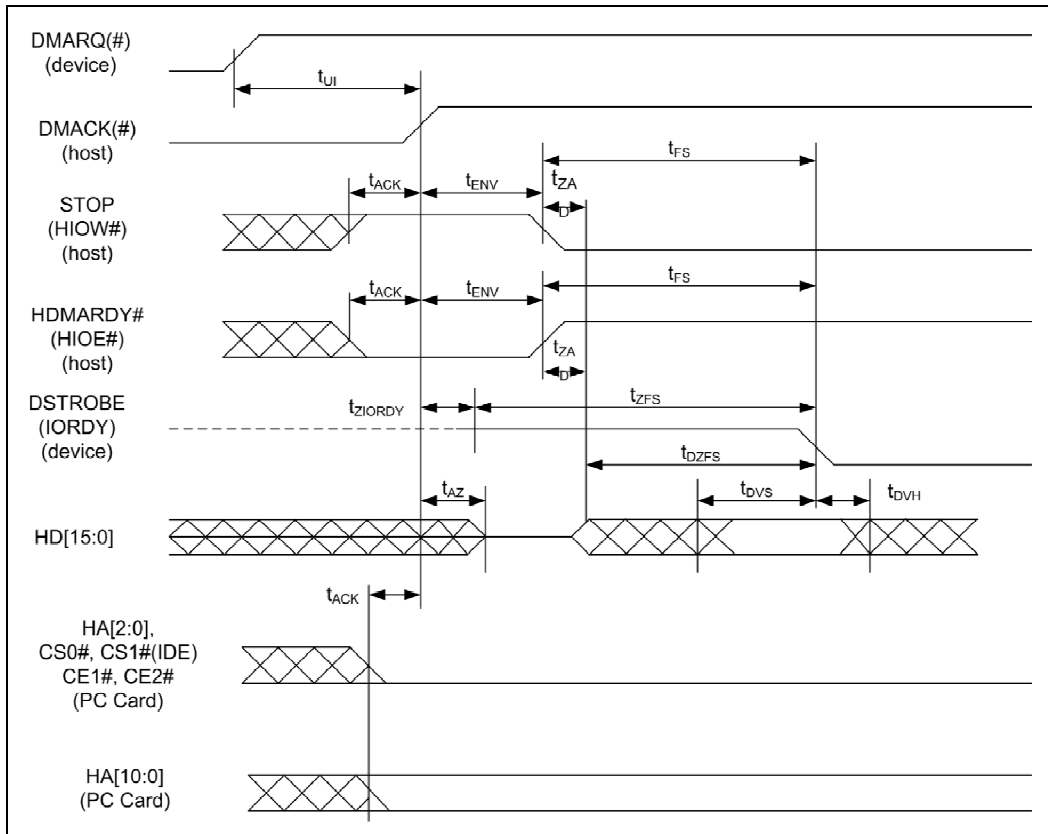 DMARQ(#)
(device)
tUI
DMACK(#)
(host)
tFS
tACK
tENV
tZA
D
STOP
(HIOW#)
(host)
tACK
tENV
tFS
HDMARDY#
(HIOE#)
(host)
tZA
D
DSTROBE
(IORDY)
(device)
tZIORDY
tZFS
tDZFS
tAZ
tDVS
tDVH
HD[15:0]
tACK
HA[2:0],
CS0#, CS1#(IDE)
CE1#, CE2#
(PC Card)
HA[10:0]
(PC Card)